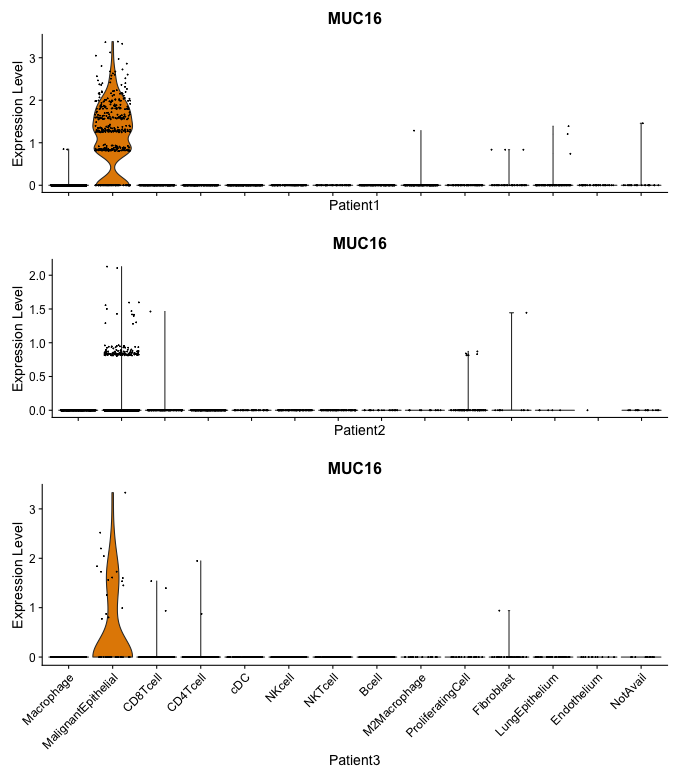 MUC16
Expression Level
3
2
1
0
Patient1
MUC16
Expression Level
2.0
1.5
1.0
0.5
0.0
Patient2
MUC16
Expression Level
3
2
1
0
Macrophage
MalignantEpithelial
CD8Tcell
CD4Tcell
cDC
NKcell
NKTcell
Bcell
M2Macrophage
ProliferatingCell
Fibroblast
LungEpithelium
Endothelium
NotAvail
Patient3